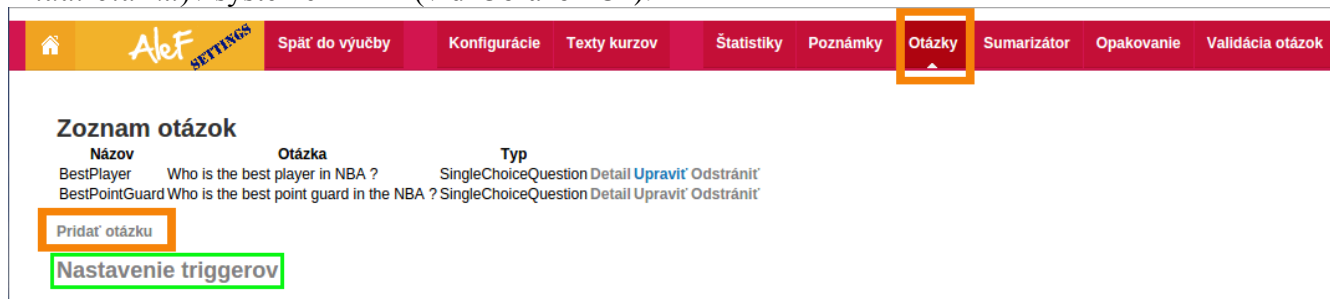 AleF SETTINGS Späť do výučby Konfigurácie Texty kurzov Štatistiky Poznámky Otázky Sumarizátor Opakovanie Validácia otázok
Zoznam otázok
Názov Otázka Typ
BestPlayer Who is the best player in NBA ? SingleChoiceQuestion Detail Upraviť Odstrániť
BestPointGuard Who is the best point guard in the NBA ? SingleChoiceQuestion Detail Upraviť Odstrániť
Pridať otázku
Nastavenie triggerov